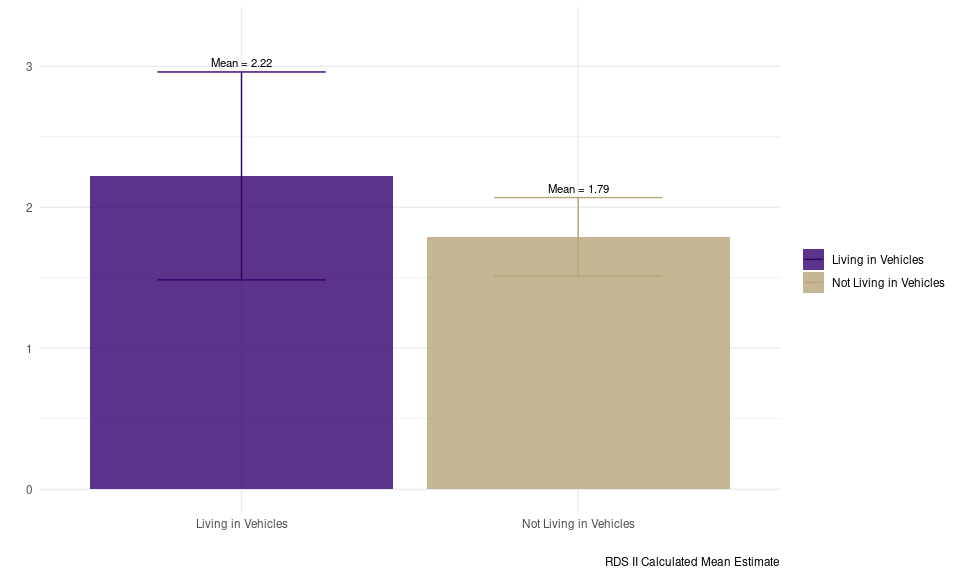 Mean = 2.22
3
Mean = 1.79
2
Living in Vehicles
Not Living in Vehicles
1
0
Living in Vehicles
Not Living in Vehicles
RDS II Calculated Mean Estimate